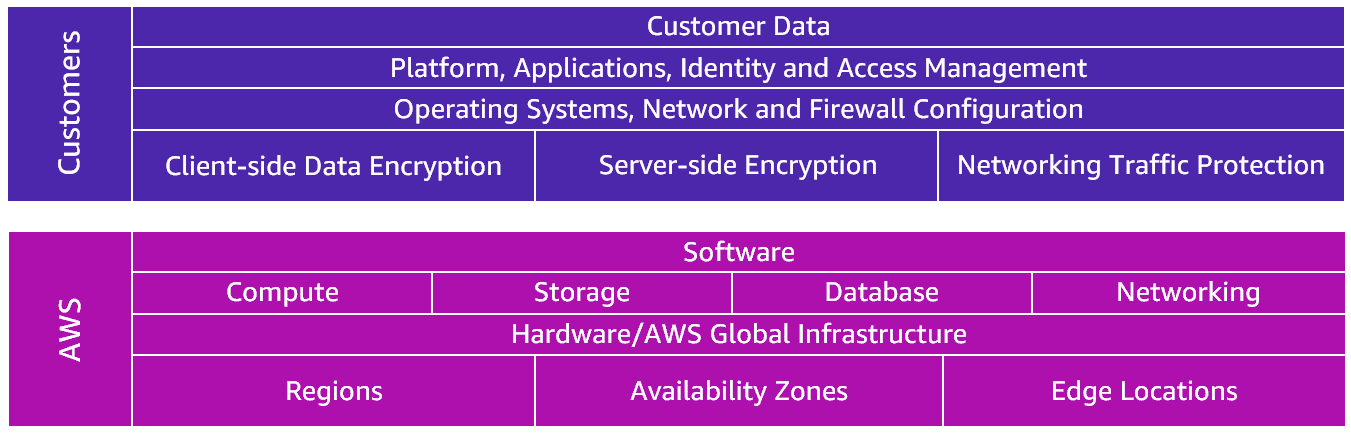 Customers
Customer Data
Platform, Applications, Identity and Access Management
Operating Systems, Network and Firewall Configuration
Client-side Data Encryption
Server-side Encryption
Networking Traffic Protection
AWS
Software
Compute
Storage
Database
Networking
Hardware/AWS Global Infrastructure
Regions
Availability Zones
Edge Locations